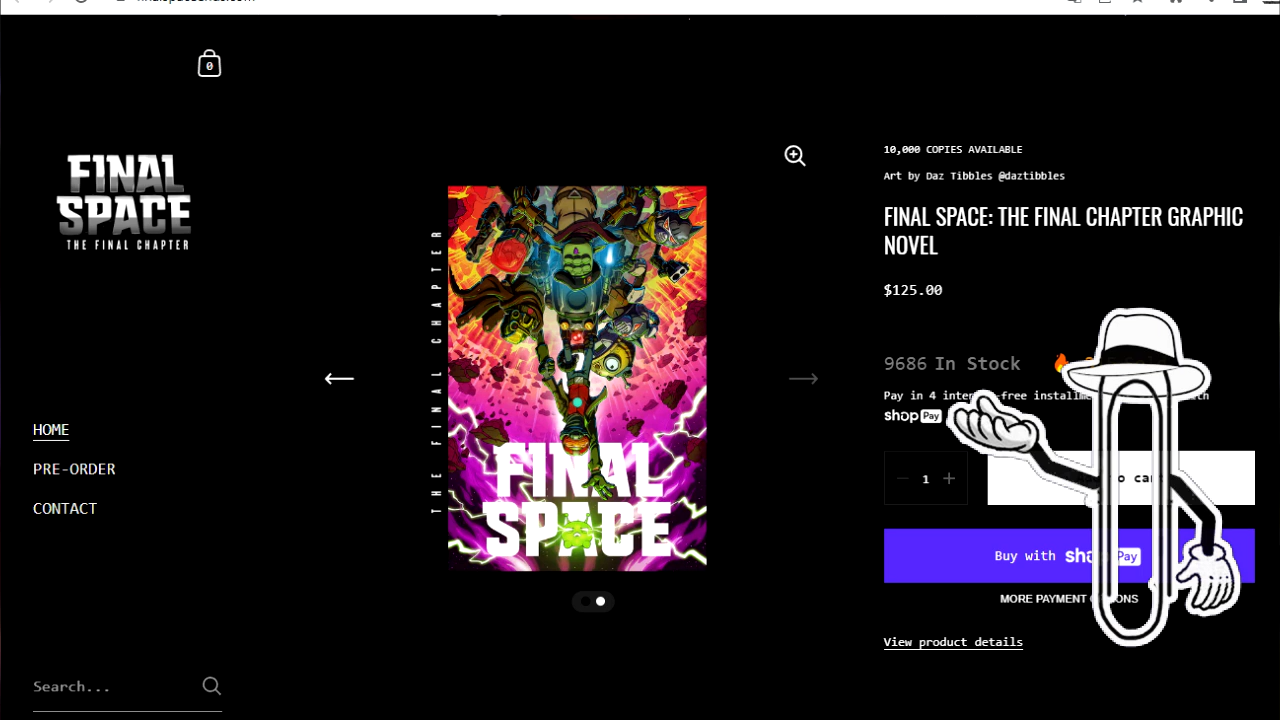 0
FINAL
SPACE
THE FINAL CHAPTER
HOME
PRE-ORDER
CONTACT
Search...
THE FINAL CHAPTER
FINAL
SPACE
10,000 COPIES AVAILABLE
Art by Daz Tibbles @daztibbles
FINAL SPACE: THE FINAL CHAPTER GRAPHIC
NOVEL
$125.00
9686 In Stock
Pay in 4
shop Pay
1
Buy with shop Pay
MORE PAYMENT
View product details